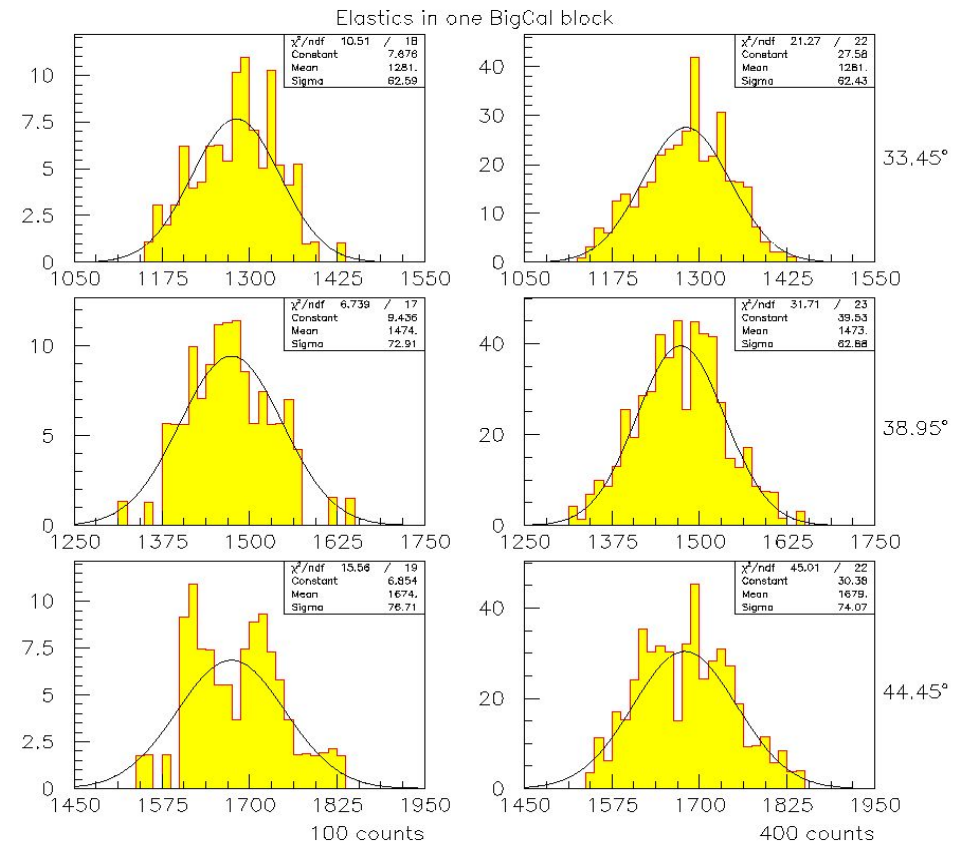 Elastics in one BigCal block
χ²/ndf 10.51 / 18
Constant 7.676
Mean 1281.
Sigma 62.59
10
7.5
5
2.5
0
1050 1175 1300 1425 1550
χ²/ndf 21.27 / 22
Constant 27.58
Mean 1281.
Sigma 62.43
40
30
20
10
0
1050 1175 1300 1425 1550
33.45°
χ²/ndf 6.739 / 17
Constant 9.436
Mean 1474.
Sigma 72.91
10
5
0
1250 1375 1500 1625 1750
χ²/ndf 31.71 / 23
Constant 39.53
Mean 1473.
Sigma 62.88
40
20
0
1250 1375 1500 1625 1750
38.95°
χ²/ndf 15.56 / 19
Constant 6.854
Mean 1674.
Sigma 76.71
10
7.5
5
2.5
0
1450 1575 1700 1825 1950
100 counts
χ²/ndf 45.01 / 22
Constant 30.38
Mean 1679.
Sigma 74.07
40
20
0
1450 1575 1700 1825 1950
400 counts
44.45°